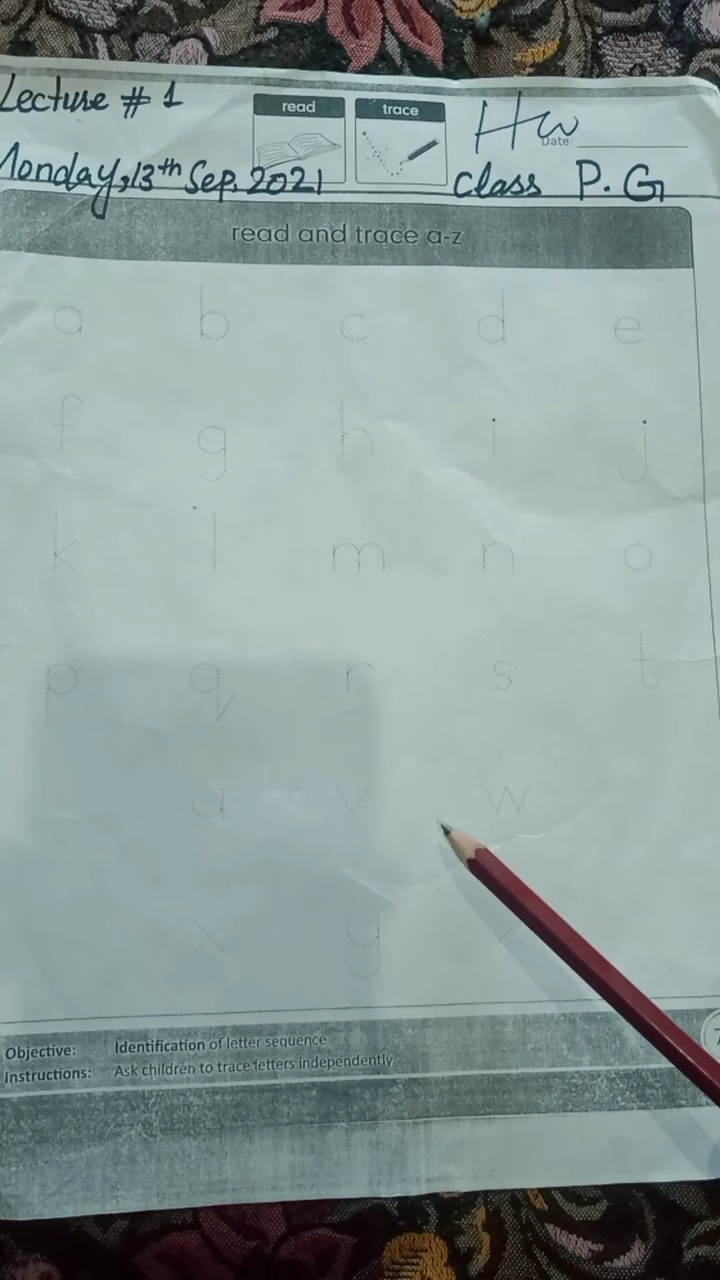 Lecture # 1
read
trace
HW
Date:
Monday, 13th Sep. 2021
class P. G
read and trace a-z
a b c d e
f g h i j
k l m n o
p q r s t
u v w
x y
Objective: Identification of letter sequence
Instructions: Ask children to trace letters independently.